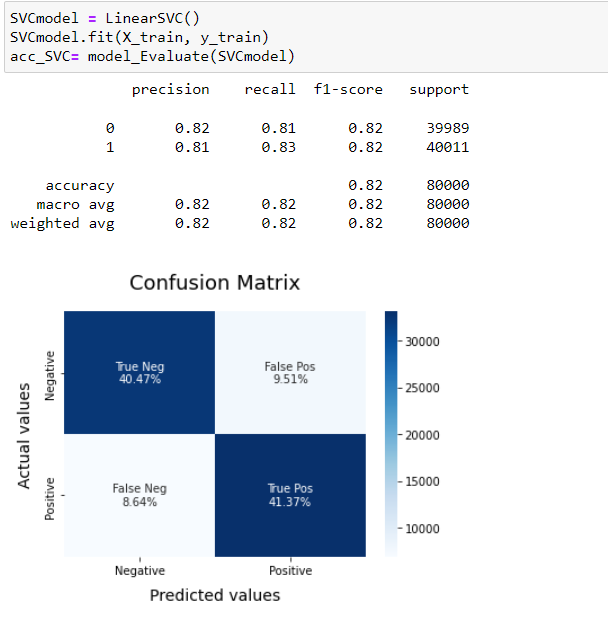 SVCmodel = LinearSVC()
SVCmodel.fit(X_train, y_train)
acc_SVC= model_Evaluate(SVCmodel)
precision recall f1-score support
0 0.82 0.81 0.82 39989
1 0.81 0.83 0.82 40011
accuracy 0.82 80000
macro avg 0.82 0.82 0.82 80000
weighted avg 0.82 0.82 0.82 80000
Confusion Matrix
Actual values
Negative
Positive
True Neg
40.47%
False Pos
9.51%
False Neg
8.64%
True Pos
41.37%
30000
25000
20000
15000
10000
Negative Positive
Predicted values